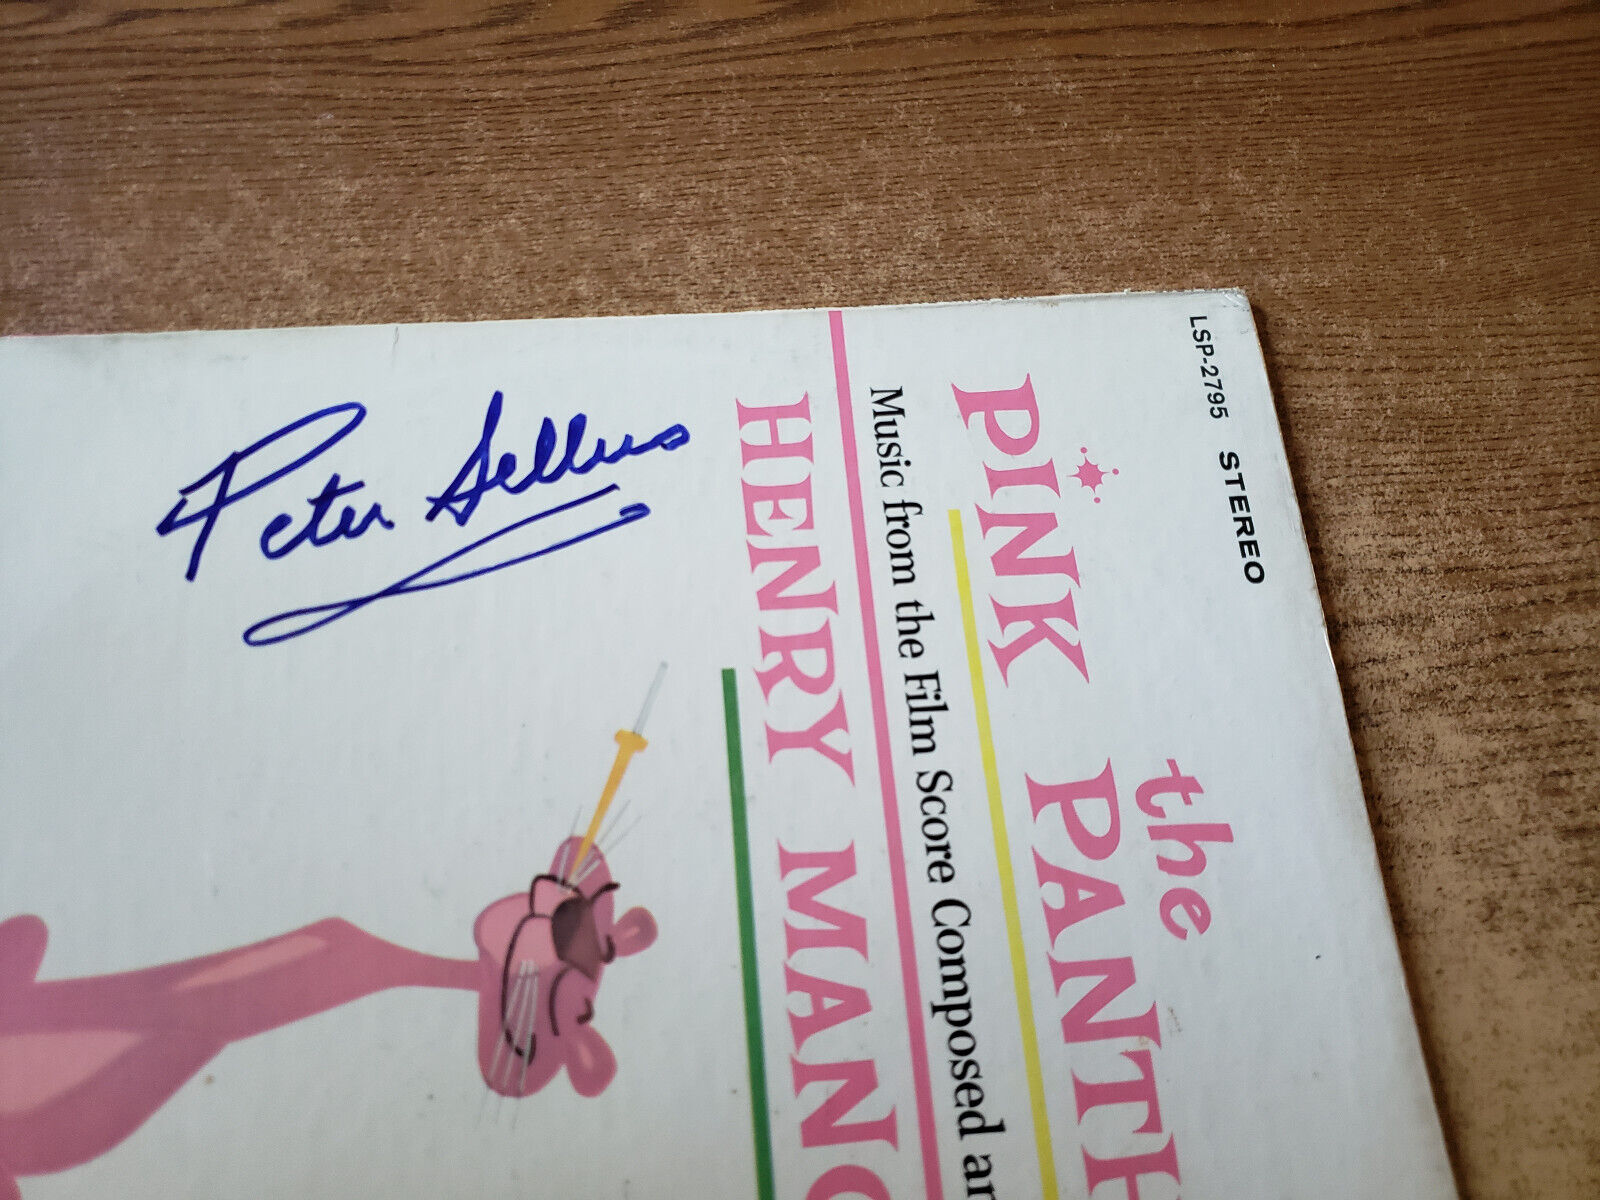 LSP-2795 STEREO
the
PINK PANTH
Music from the Film Score Composed an
HENRY MANC
Peter Sellers